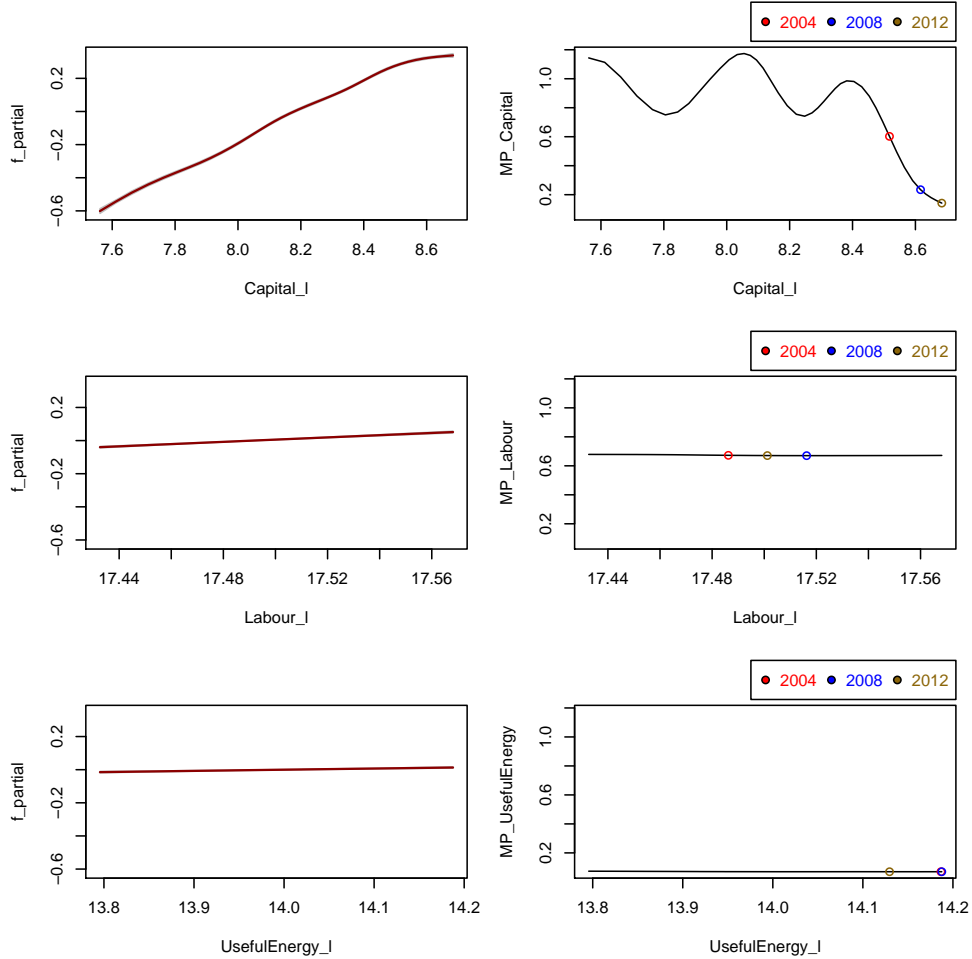 2004 2008 2012
f_partial
0.2
−0.2
−0.6
7.6 7.8 8.0 8.2 8.4 8.6
Capital_l
MP_Capital
1.0
0.6
0.2
7.6 7.8 8.0 8.2 8.4 8.6
Capital_l
2004 2008 2012
f_partial
0.2
−0.2
−0.6
17.44 17.48 17.52 17.56
Labour_l
MP_Labour
1.0
0.6
0.2
17.44 17.48 17.52 17.56
Labour_l
2004 2008 2012
f_partial
0.2
−0.2
−0.6
13.8 13.9 14.0 14.1 14.2
UsefulEnergy_l
MP_UsefulEnergy
1.0
0.6
0.2
13.8 13.9 14.0 14.1 14.2
UsefulEnergy_l